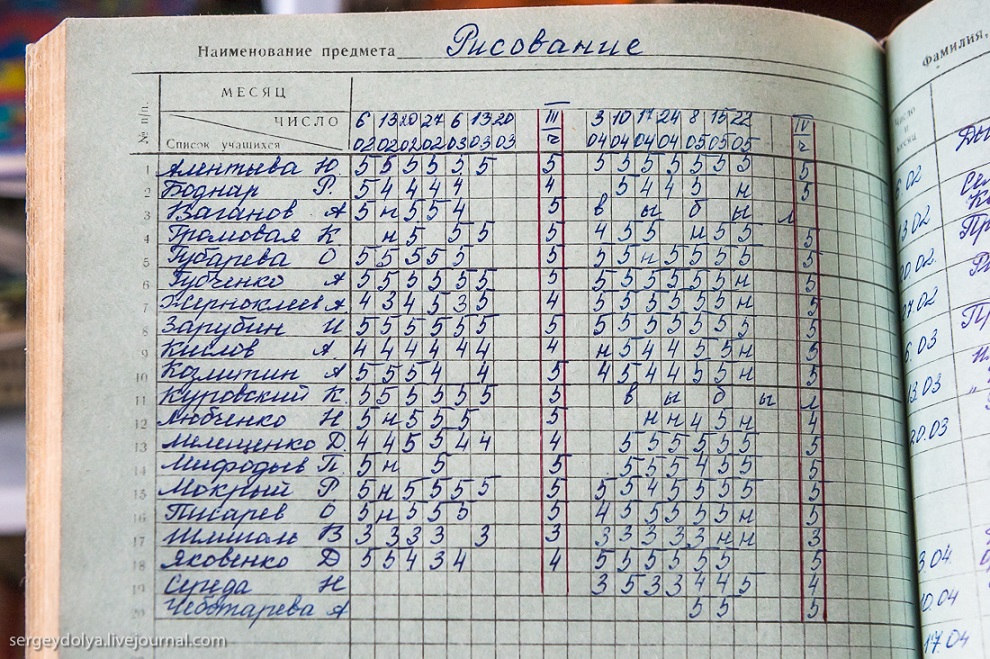 Наименование предмета Рисование
МЕСЯЦ
ЧИСЛО 6 13 20 27 6 13 20 III 3 10 17 24 8 15 22 IV
№№ п/п Список учащихся 02 02 02 02 03 03 03 ч 04 04 04 04 05 05 05 ч
1 Н. 5 5 5 5 5 5 5 5 5 5 5 5 5 5 5
2 Боднар Р. 5 4 4 4 4 4 5 4 4 5 н 5
3 Ваганов А 5 н 5 5 4 5 в ы б ы л
4 Громовая К. н 5 5 5 5 4 5 5 н 5 5 5
5 Губарева О 5 5 5 5 5 5 5 5 н 5 5 5 5 5
6 Губченко А 5 5 5 5 5 5 5 5 5 5 5 5 5 н 5
7 Жерноклеев А 4 3 4 5 3 5 4 5 5 5 5 5 5 н 5
8 Зарубин И 5 5 5 5 5 5 5 5 5 5 5 5 5 5 5
9 Кислов А 4 4 4 4 4 4 4 н 5 4 4 5 5 н 5
10 Калитин А 5 5 5 4 4 5 4 5 4 4 5 5 н 5
11 Куровский К. 5 5 5 5 5 5 5 в ы б ы л
12 Любченко Н 5 н 5 5 5 5 н н 4 5 н 4
13 Мелещенко Д. 4 4 5 5 4 4 4 5 5 5 5 5 5 5
14 П. 5 н 5 5 5 5 5 4 5 5 5
15 Мокрый Р 5 н 5 5 5 5 5 5 5 4 5 5 5 5 5
16 Писарев О 5 н 5 5 5 5 4 5 5 5 5 5 н 5
17 В 3 3 3 3 3 3 3 3 3 3 3 н н 3
18 Яковенко Д 5 5 4 3 4 4 5 5 5 5 5 5 5
19 Середа Н 3 5 3 3 4 4 5 4
20 Чеботарева А 5 5 5
Фамилия,
Число и
02
13.02
20.02
27.02
6.03
13.03
20.03
3.04
10.04
17.04
sergeydolya.livejournal.com